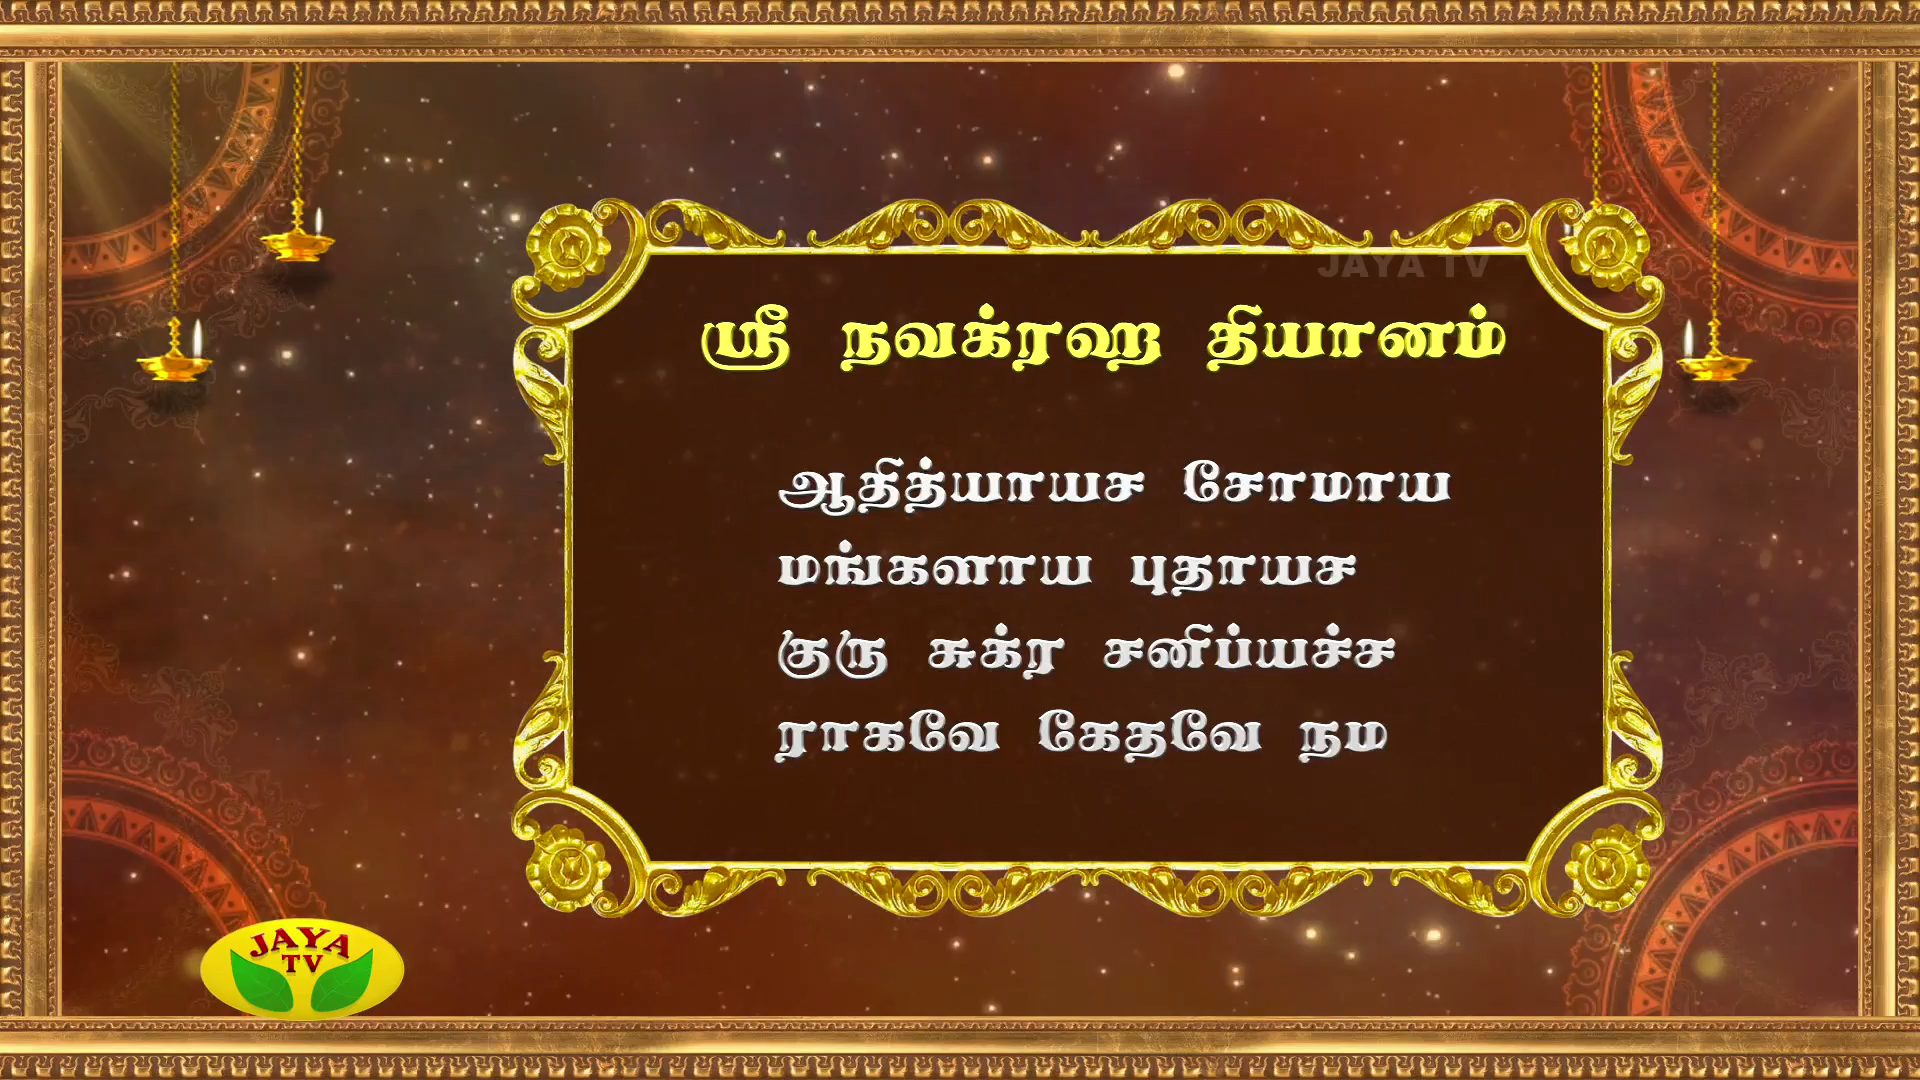 JAYA TV
ஸ்ரீ நவக்ரஹ தியானம்
ஆதித்யாயச சோமாய
மங்களாய புதாயச
குரு சுக்ர சனிப்யச்ச
ராகவே கேதவே நம
JAYA
TV